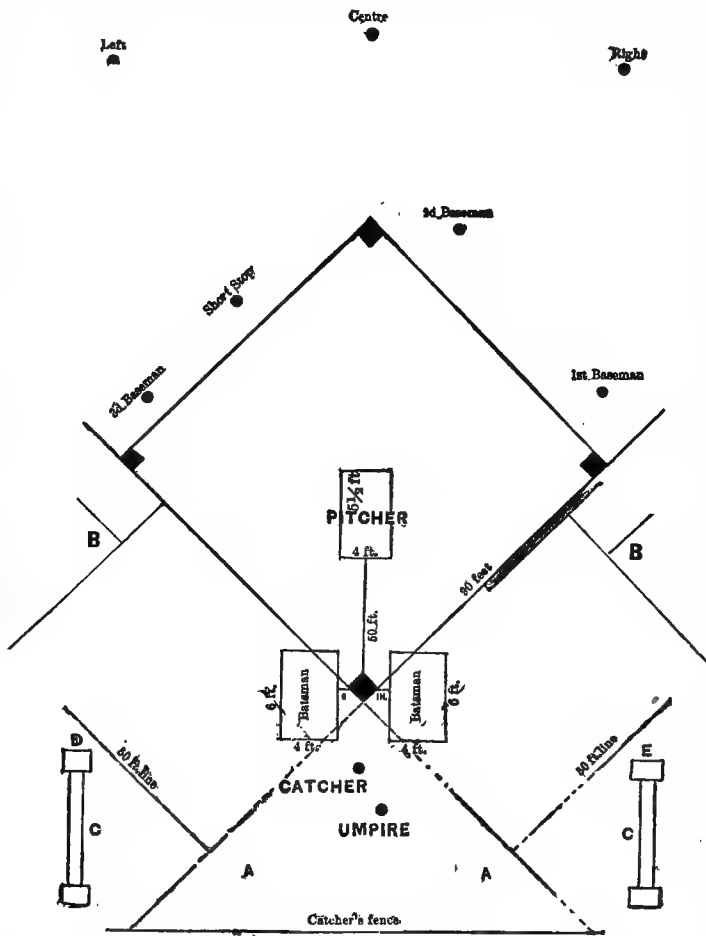 Centre
Left
Right
2d. Baseman
Short Stop
3d. Baseman
1st. Baseman
5½ ft
PITCHER
4 ft.
B
B
90 feet
50 ft.
6 ft.
Batsman
6
IN.
Batsman
6 ft.
4 ft.
4 ft.
D
50 ft. line
50 ft. line
E
CATCHER
C
UMPIRE
C
A
A
Catcher's fence.